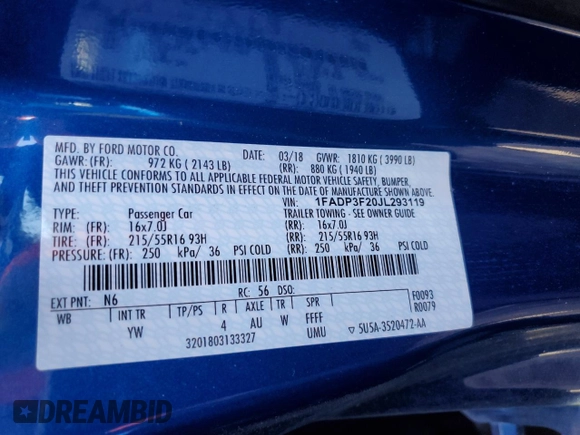 MFD. BY FORD MOTOR CO.
DATE: 03/18 GVWR: 1810 KG ( 3990 LB)
GAWR: (FR): 972 KG ( 2143 LB) (RR): 880 KG ( 1940 LB)
THIS VEHICLE CONFORMS TO ALL APPLICABLE FEDERAL MOTOR VEHICLE SAFETY, BUMPER,
AND THEFT PREVENTION STANDARDS IN EFFECT ON THE DATE OF MANUFACTURE SHOWN ABOVE.
VIN: 1FADP3F20JL293119
TYPE: Passenger Car TRAILER TOWING - SEE OWNER GUIDE
RIM: (FR): 16x7.0J (RR): 16x7.0J
TIRE: (FR): 215/55R16 93H (RR): 215/55R16 93H
PRESSURE: (FR): 250 kPa/ 36 PSI COLD (RR): 250 kPa/ 36 PSI COLD
EXT PNT: N6 RC: 56 DSO: F0093
WB INT TR TP/PS R AXLE TR SPR R0079
YW 4 AU W FFFF
3201803133327 UMU ▽ 5U5A-3520472-AA
DREAMBID